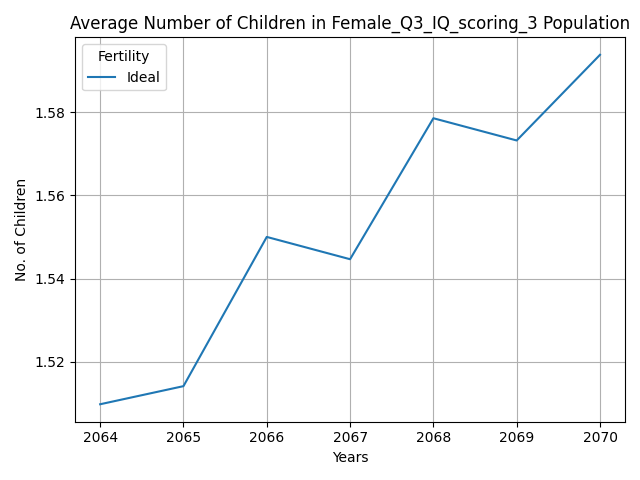 Average Number of Children in Female_Q3_IQ_scoring_3 Population
Fertility
Ideal
No. of Children
1.58
1.56
1.54
1.52
2064 2065 2066 2067 2068 2069 2070
Years